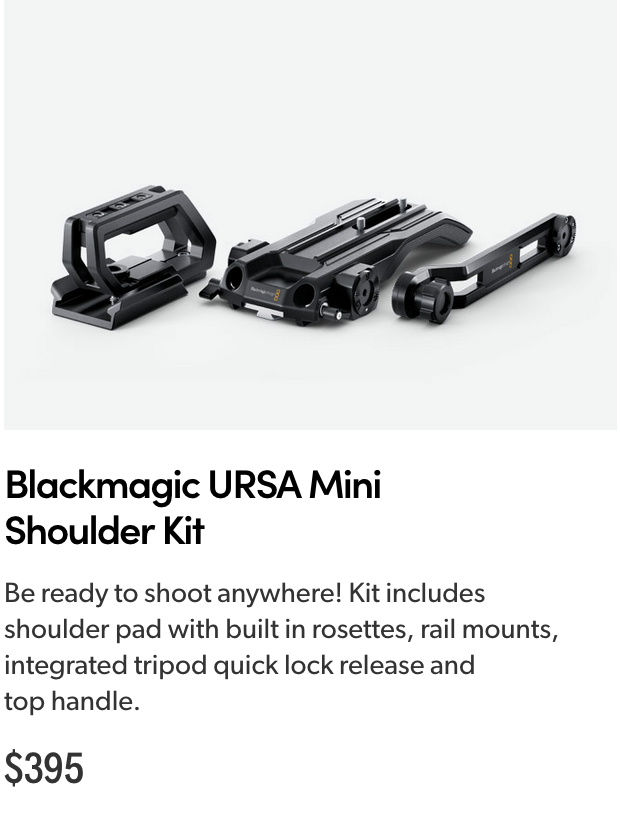 Blackmagic URSA Mini
Shoulder Kit
Be ready to shoot anywhere! Kit includes
shoulder pad with built in rosettes, rail mounts,
integrated tripod quick lock release and
top handle.
$395